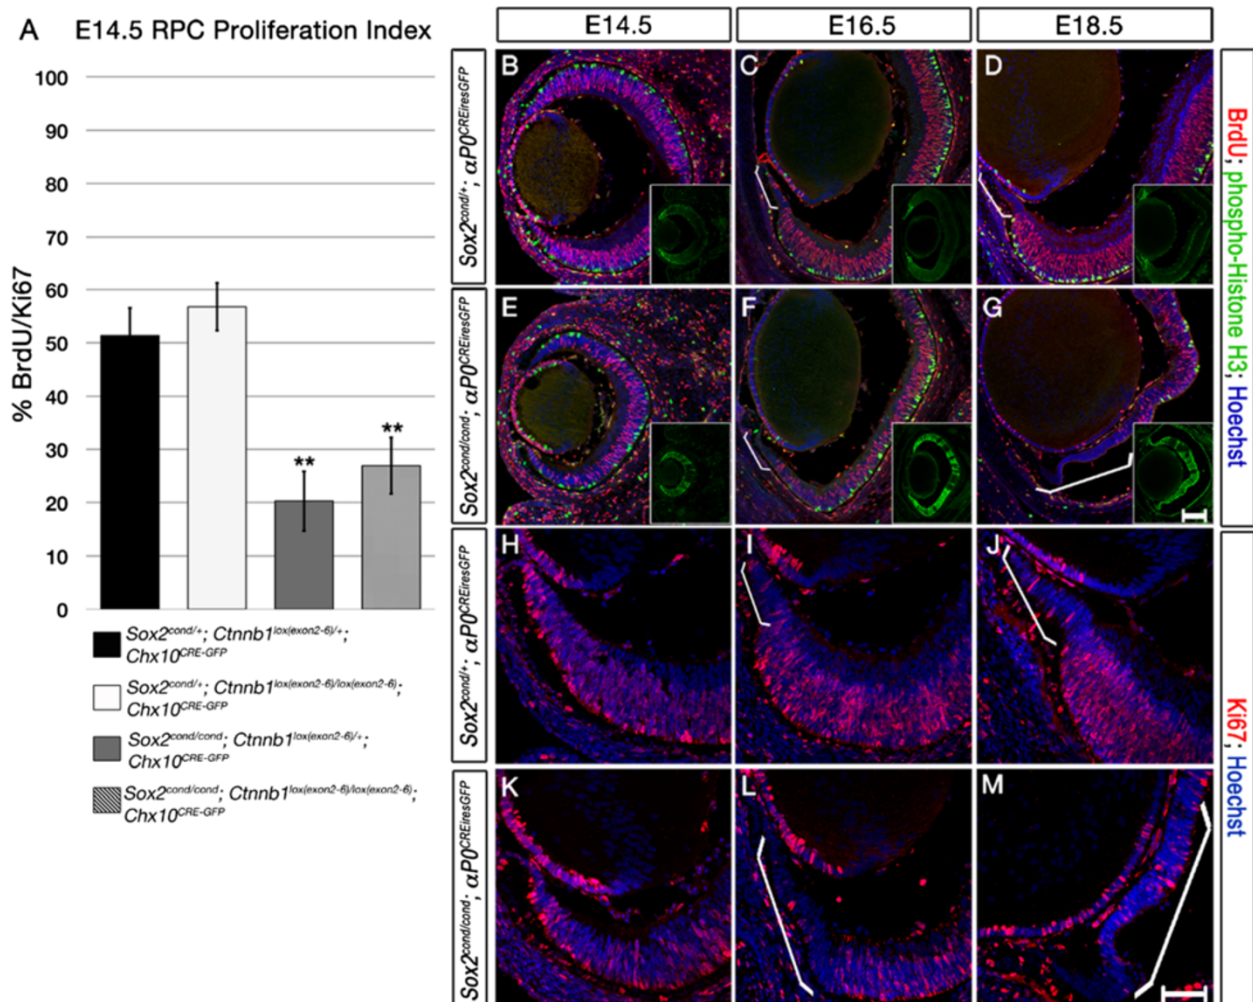 A E14.5 RPC Proliferation Index
100
90
80
70
60
50
40
30
20
10
0
% BrdU/Ki67
**
**
Sox2cond/+; Ctnnb1lox(exon2-6)/+;
Chx10CRE-GFP
Sox2cond/+; Ctnnb1lox(exon2-6)/lox(exon2-6);
Chx10CRE-GFP
Sox2cond/cond; Ctnnb1lox(exon2-6)/+;
Chx10CRE-GFP
Sox2cond/cond; Ctnnb1lox(exon2-6)/lox(exon2-6);
Chx10CRE-GFP
E14.5 E16.5 E18.5
Sox2cond/+; αP0CREiresGFP
B C D
Sox2cond/cond; αP0CREiresGFP
E F G
BrdU; phospho-Histone H3; Hoechst
Sox2cond/+; αP0CREiresGFP
H I J
Sox2cond/cond; αP0CREiresGFP
K L M
Ki67; Hoechst